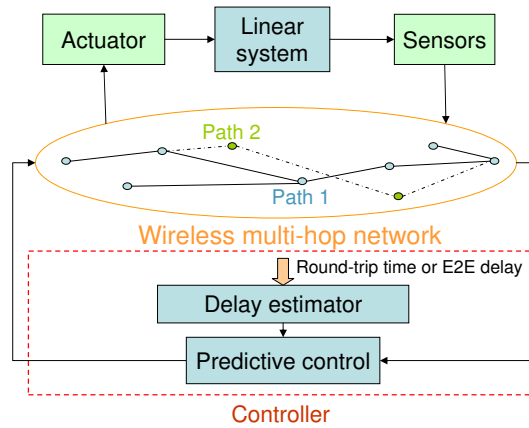 Actuator
Linear
system
Sensors
Path 2
Path 1
Wireless multi-hop network
Round-trip time or E2E delay
Delay estimator
Predictive control
Controller